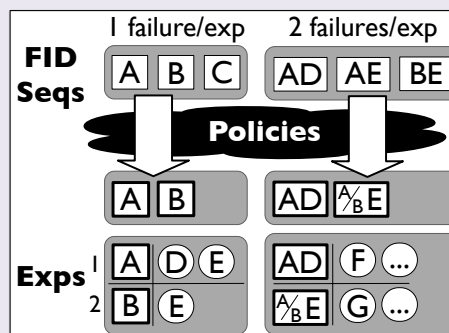 1 failure/exp 2 failures/exp
FID Seqs A B C AD AE BE
Policies
A B AD A/B E
Exps 1 A D E AD F ...
2 B E A/B E G ...